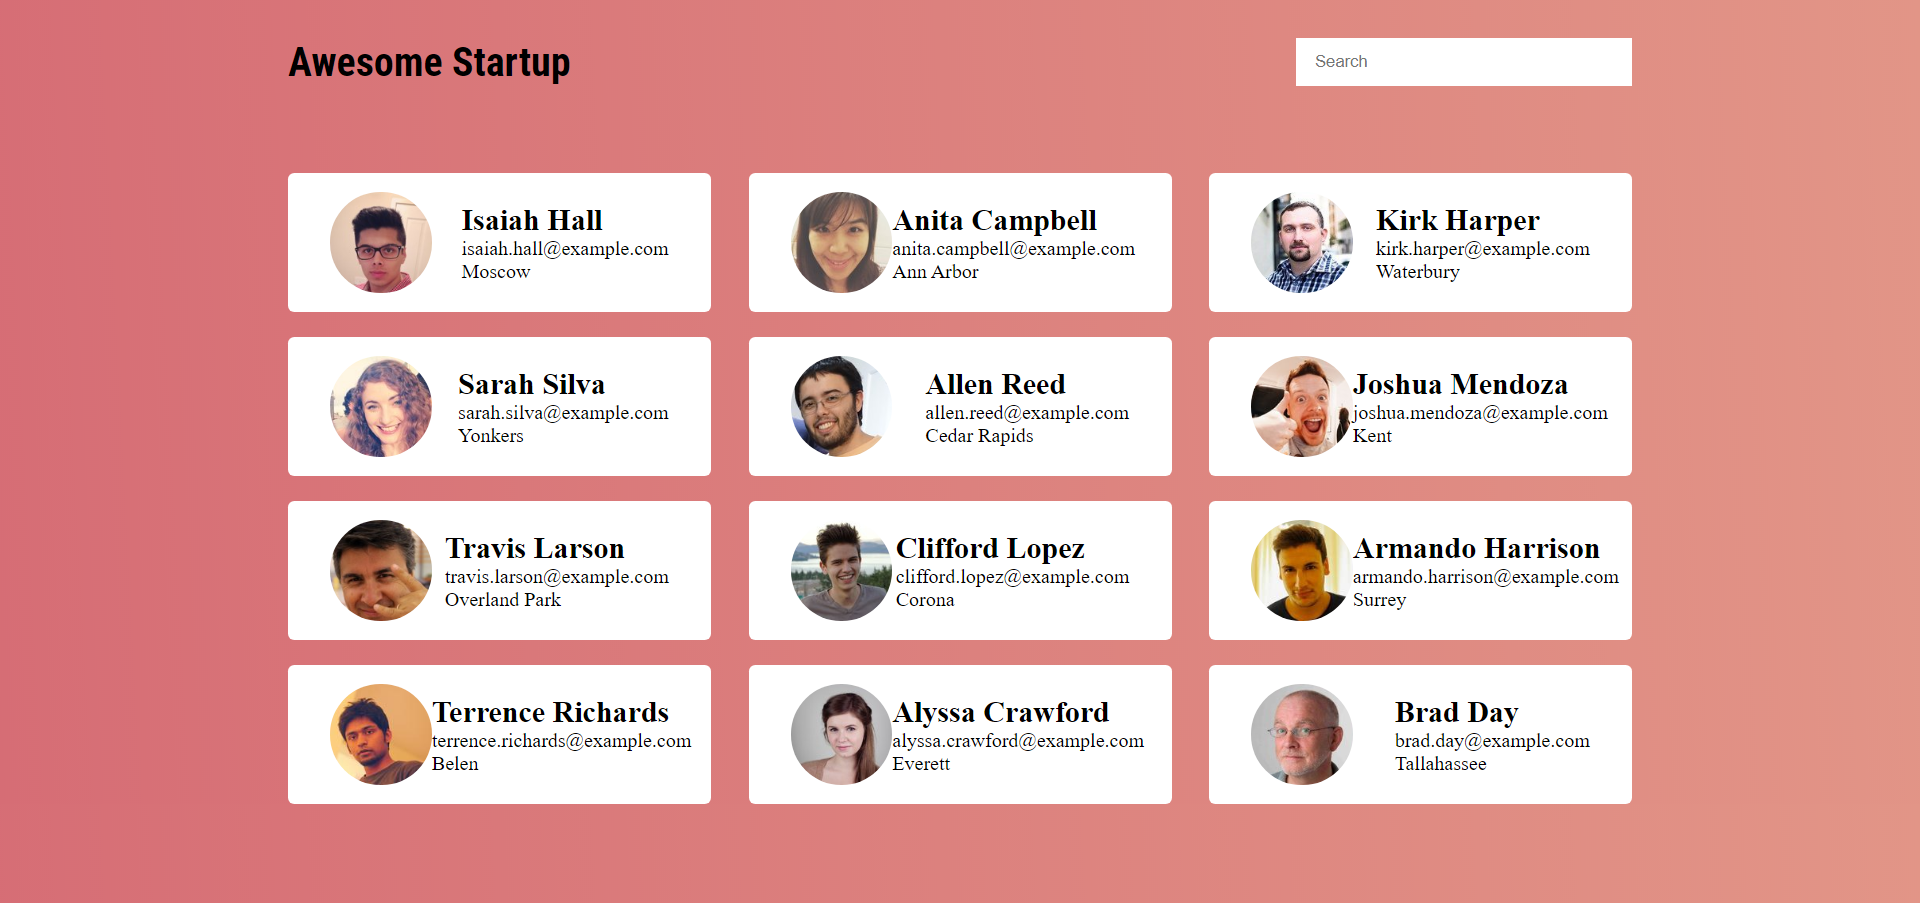 Awesome Startup
Search
Isaiah Hall
isaiah.hall@example.com
Moscow
Anita Campbell
anita.campbell@example.com
Ann Arbor
Kirk Harper
kirk.harper@example.com
Waterbury
Sarah Silva
sarah.silva@example.com
Yonkers
Allen Reed
allen.reed@example.com
Cedar Rapids
Joshua Mendoza
joshua.mendoza@example.com
Kent
Travis Larson
travis.larson@example.com
Overland Park
Clifford Lopez
clifford.lopez@example.com
Corona
Armando Harrison
armando.harrison@example.com
Surrey
Terrence Richards
terrence.richards@example.com
Belen
Alyssa Crawford
alyssa.crawford@example.com
Everett
Brad Day
brad.day@example.com
Tallahassee